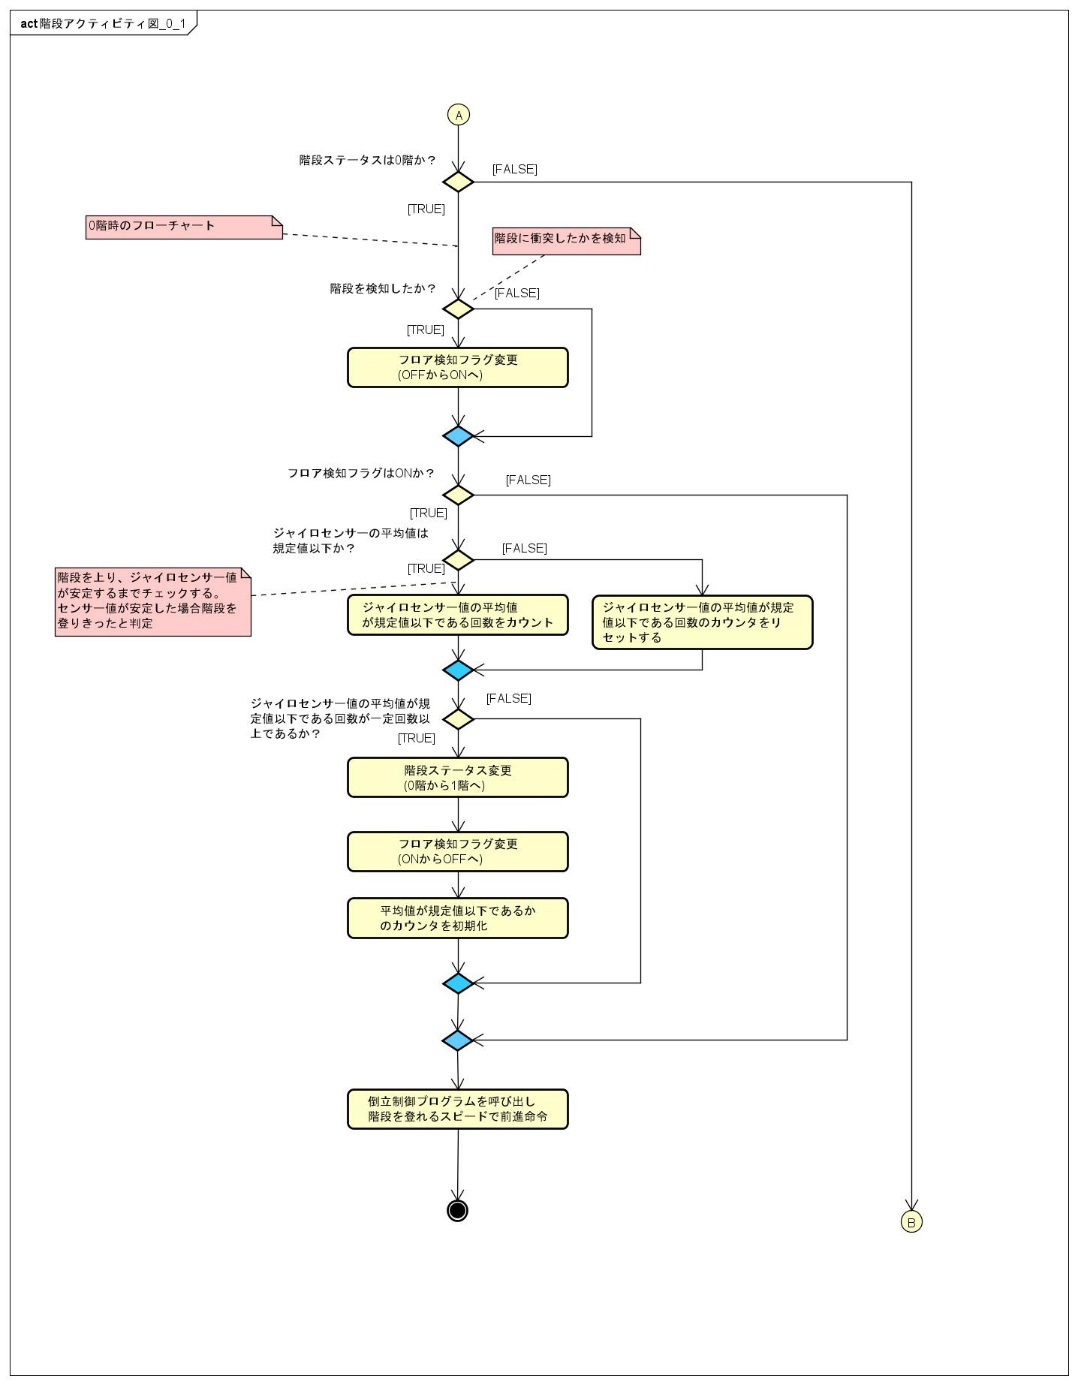 act 階段アクティビティ図_0_1
A
階段ステータスは0階か？
[FALSE]
[TRUE]
0階時のフローチャート
階段に衝突したかを検知
階段を検知したか？
[FALSE]
[TRUE]
フロア検知フラグ変更
(OFFからONへ)
フロア検知フラグはONか？
[FALSE]
[TRUE]
ジャイロセンサーの平均値は
規定値以下か？
[FALSE]
[TRUE]
階段を上り、ジャイロセンサー値
が安定するまでチェックする。
センサー値が安定した場合階段を
登りきったと判定
ジャイロセンサー値の平均値
が規定値以下である回数をカウント
ジャイロセンサー値の平均値が規定
値以下である回数のカウンタをリ
セットする
ジャイロセンサー値の平均値が規
定値以下である回数が一定回数以
上であるか？
[FALSE]
[TRUE]
階段ステータス変更
(0階から1階へ)
フロア検知フラグ変更
(ONからOFFへ)
平均値が規定値以下であるか
のカウンタを初期化
倒立制御プログラムを呼び出し
階段を登れるスピードで前進命令
B